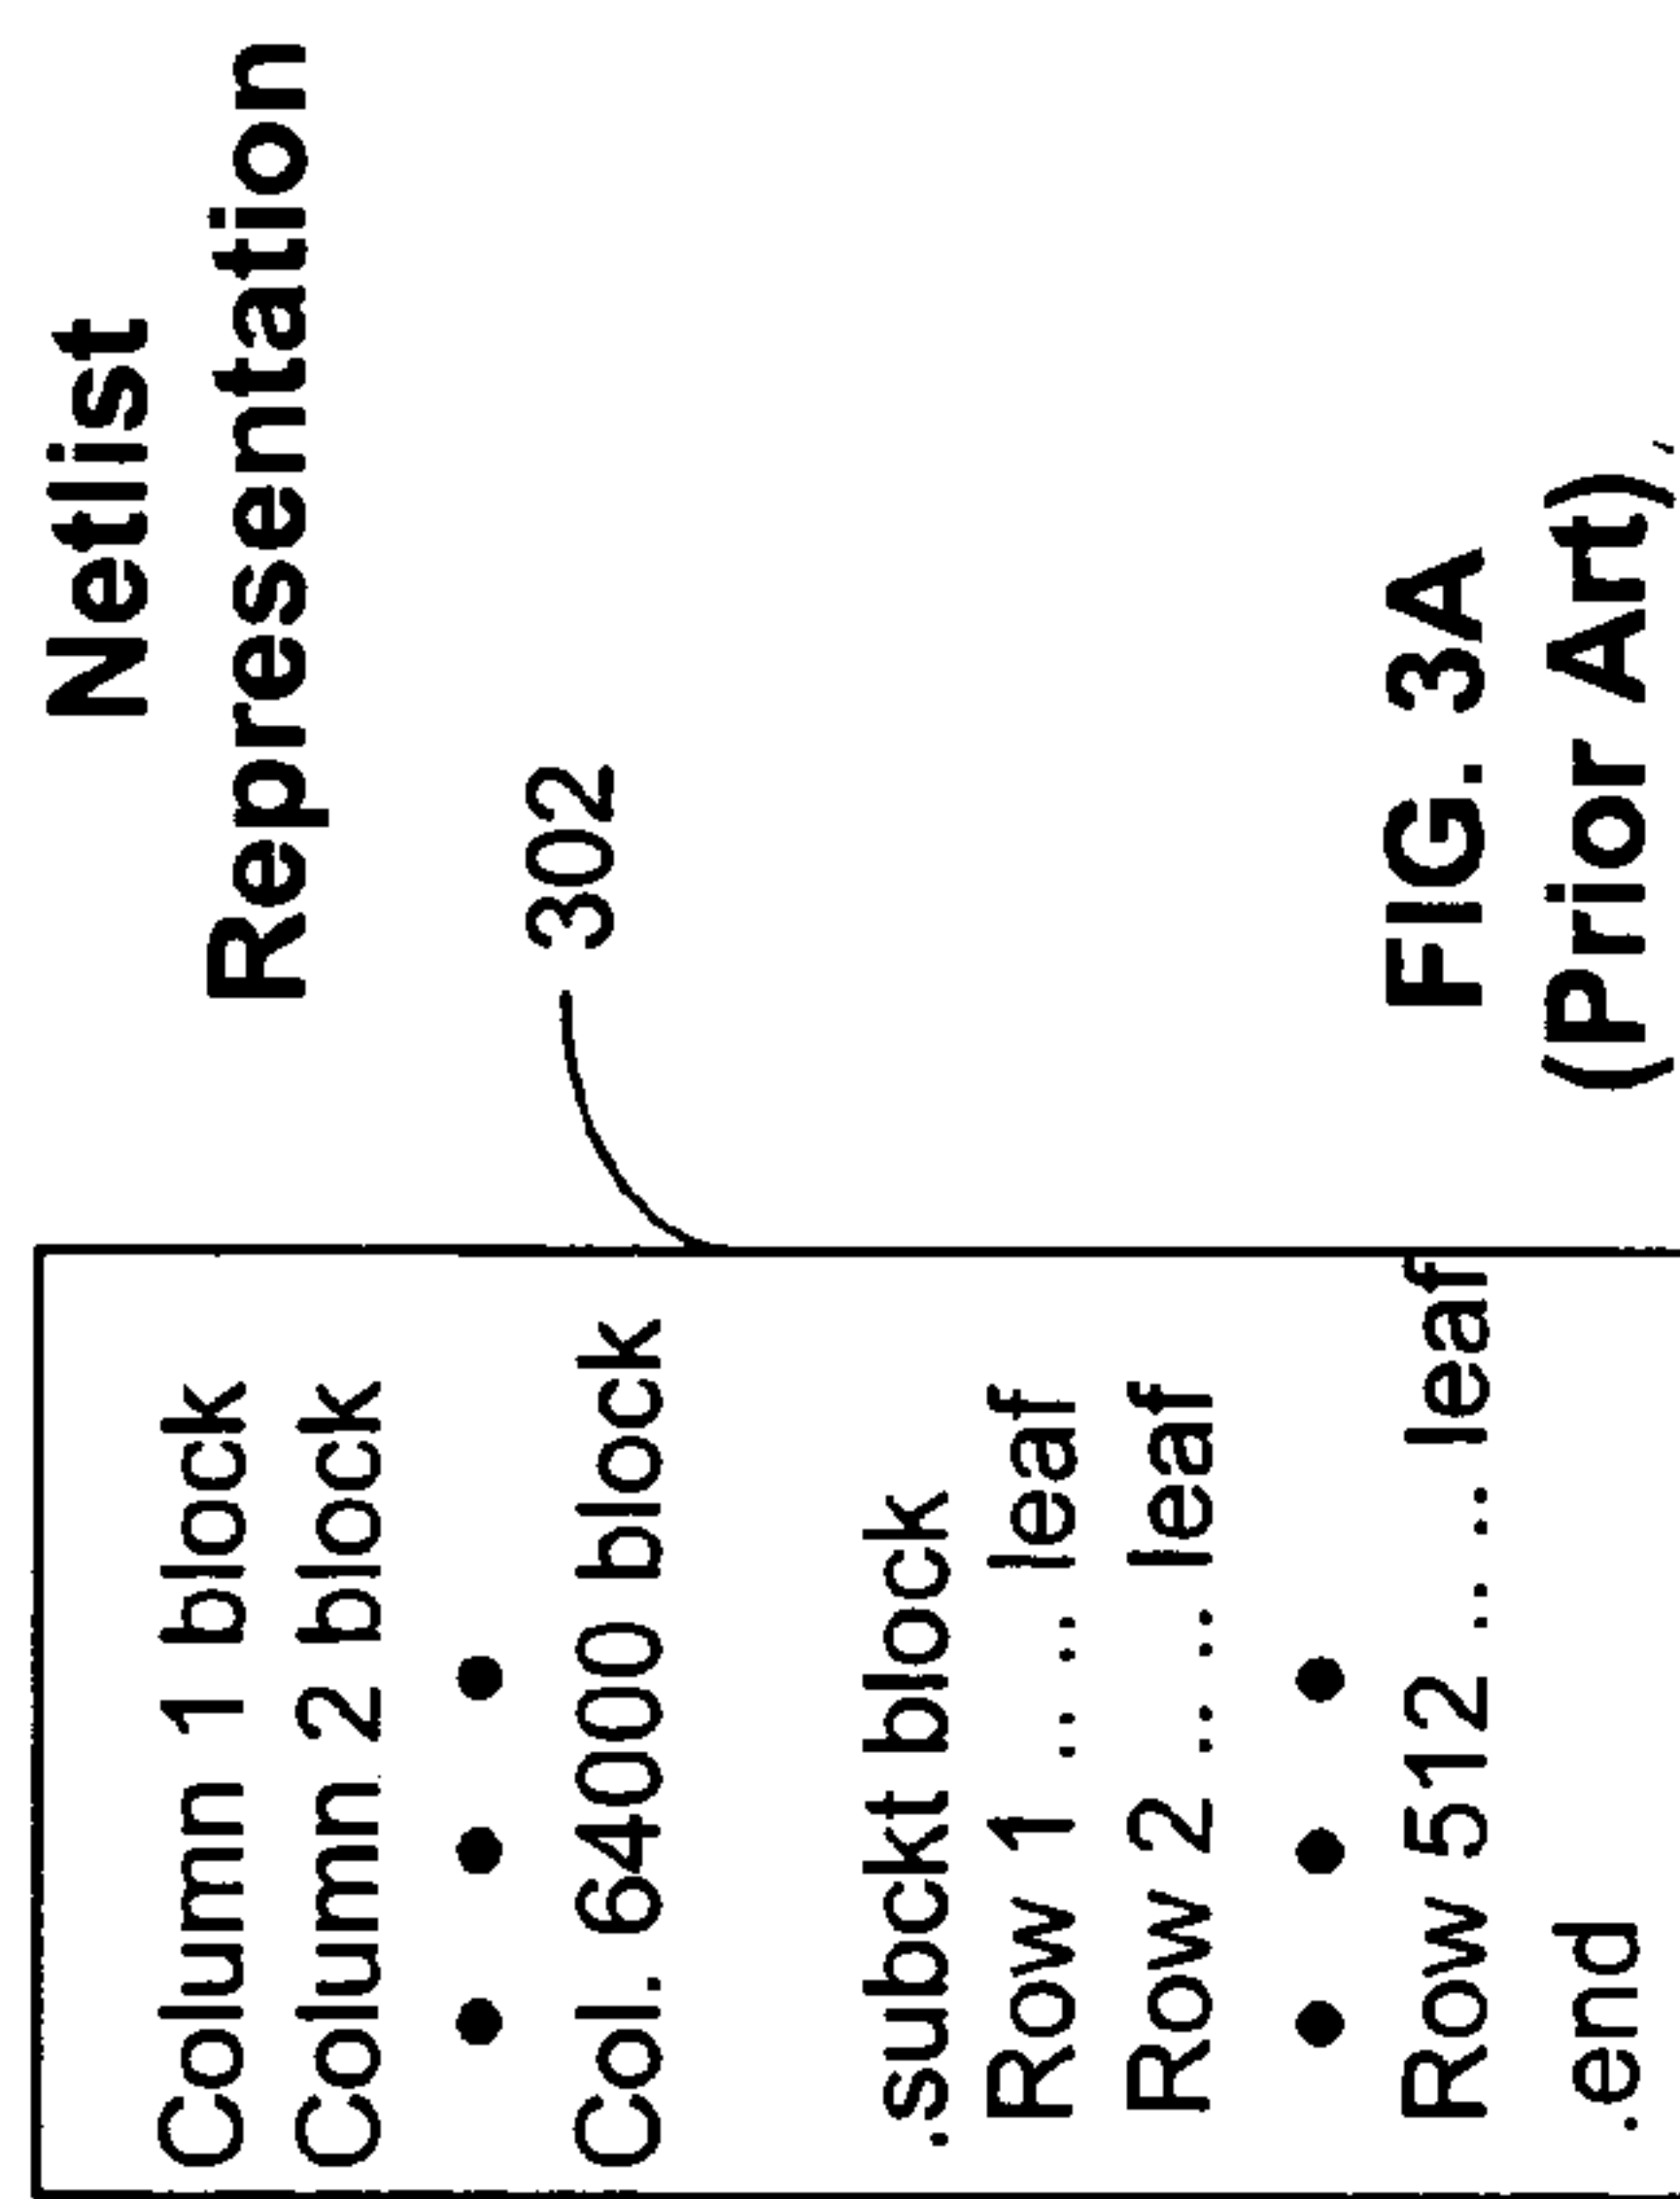 Netlist
Representation
302
Column 1 block
Column 2 block
● ● ●
Col. 64000 block
.subckt block
Row 1 .. .. leaf
Row 2 .. .. leaf
● ● ●
Row 512 .. .. leaf
.end
FIG. 3A
(Prior Art)